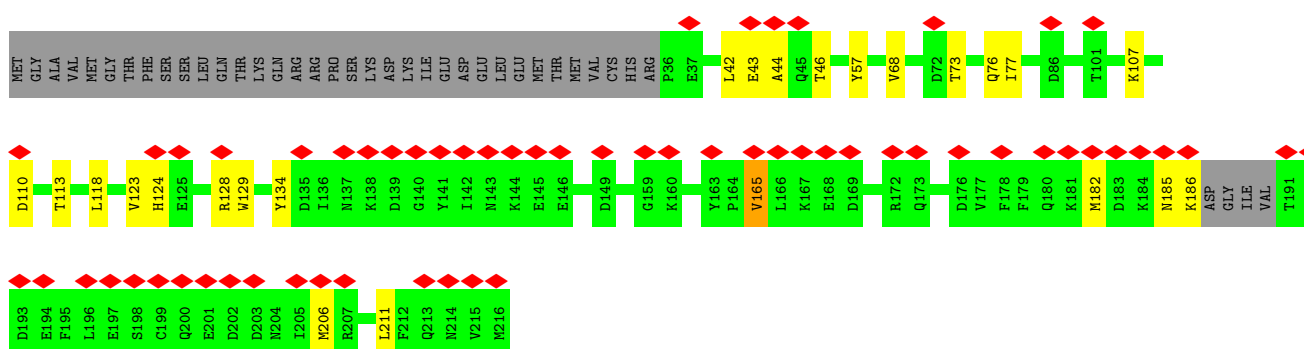 MET GLY ALA VAL MET GLY THR PHE SER SER LEU GLN THR LYS GLN ARG ARG PRO SER LYS ASP LYS ILE GLU ASP GLU LEU GLU MET THR MET VAL CYS HIS ARG P36 E37 L42 E43 A44 Q45 T46 Y57 V68 D72 T73 Q76 I77 D86 T101 K107
D110 T113 L118 V123 H124 E125 R128 W129 Y134 D135 I136 N137 K138 D139 G140 Y141 I142 N143 K144 E145 E146 D149 G159 K160 Y163 P164 V165 L166 K167 E168 D169 R172 Q173 D176 V177 F178 F179 Q180 K181 M182 D183 K184 N185 K186 ASP GLY ILE VAL T191
D193 E194 F195 L196 E197 S198 C199 Q200 E201 D202 D203 N204 I205 M206 R207 L211 F212 Q213 N214 V215 M216